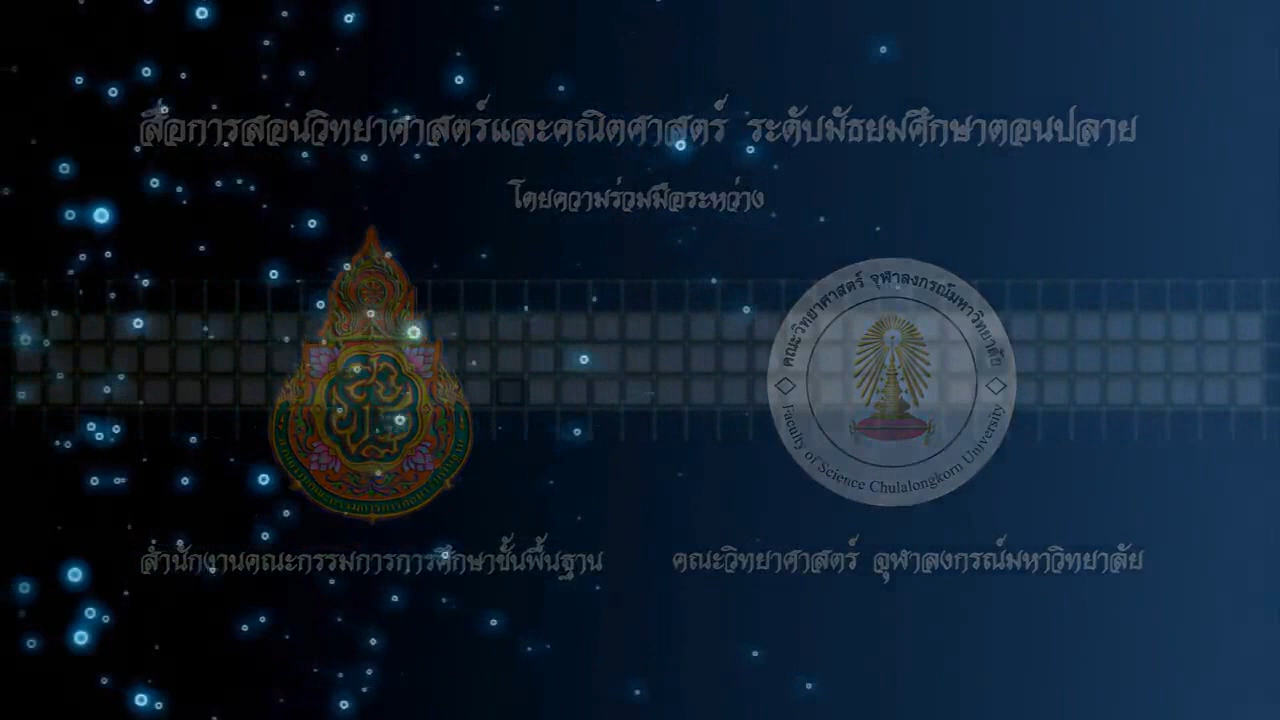 สื่อการสอนวิทยาศาสตร์และคณิตศาสตร์ ระดับมัธยมศึกษาตอนปลาย
โดยความร่วมมือระหว่าง
คณะวิทยาศาสตร์ จุฬาลงกรณ์มหาวิทยาลัย
Faculty of Science Chulalongkorn University
สำนักงานคณะกรรมการการศึกษาขั้นพื้นฐาน
คณะวิทยาศาสตร์ จุฬาลงกรณ์มหาวิทยาลัย